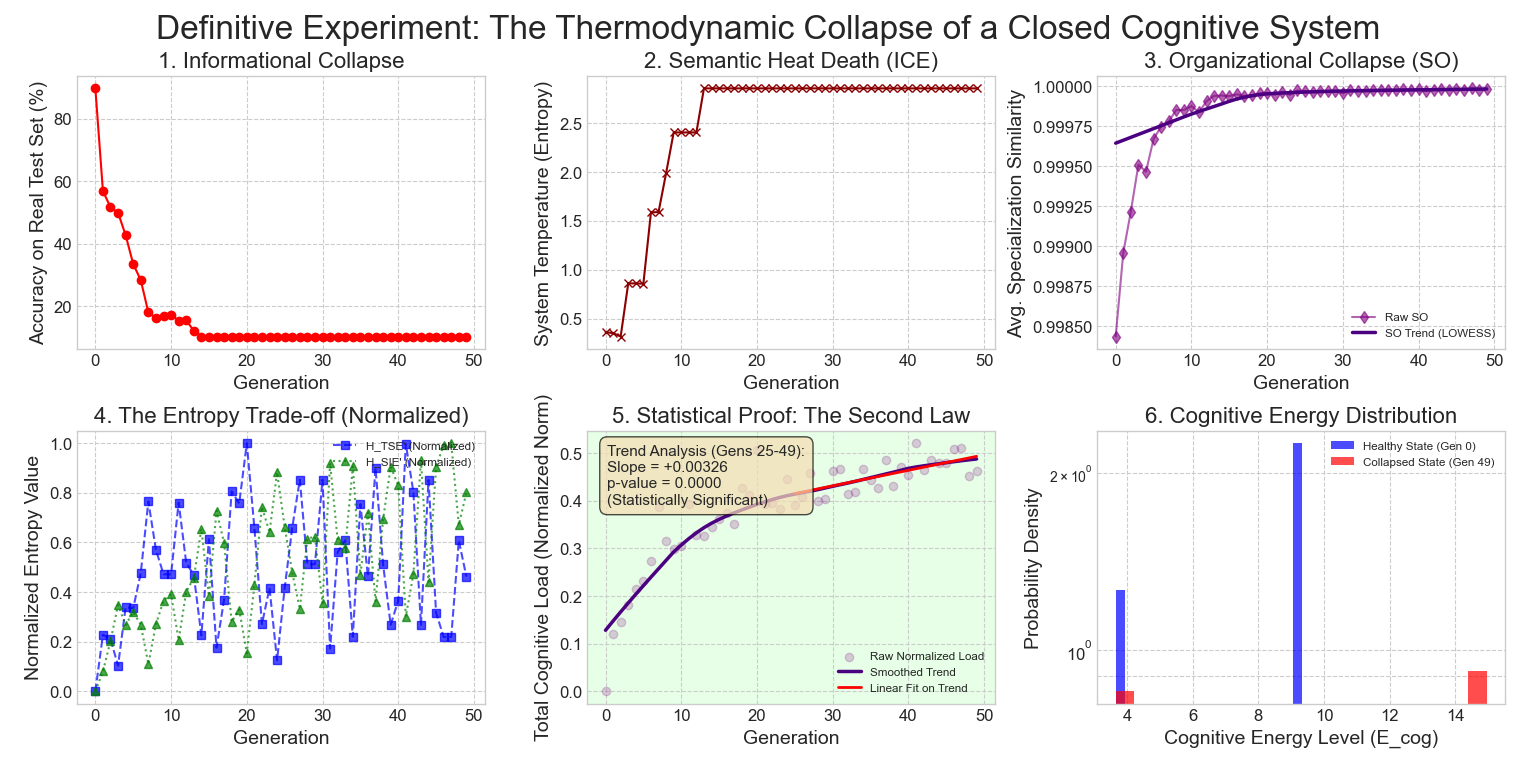 Definitive Experiment: The Thermodynamic Collapse of a Closed Cognitive System
1. Informational Collapse
Accuracy on Real Test Set (%)
80
60
40
20
0 10 20 30 40 50
Generation
2. Semantic Heat Death (ICE)
System Temperature (Entropy)
2.5
2.0
1.5
1.0
0.5
0 10 20 30 40 50
Generation
3. Organizational Collapse (SO)
Avg. Specialization Similarity
1.00000
0.99975
0.99950
0.99925
0.99900
0.99875
0.99850
Raw SO
SO Trend (LOWESS)
0 10 20 30 40 50
Generation
4. The Entropy Trade-off (Normalized)
Normalized Entropy Value
1.0
0.8
0.6
0.4
0.2
0.0
H_TSE (Normalized)
H_SIE' (Normalized)
0 10 20 30 40 50
Generation
5. Statistical Proof: The Second Law
Total Cognitive Load (Normalized Norm)
0.5
0.4
0.3
0.2
0.1
0.0
Trend Analysis (Gens 25-49):
Slope = +0.00326
p-value = 0.0000
(Statistically Significant)
Raw Normalized Load
Smoothed Trend
Linear Fit on Trend
0 10 20 30 40 50
Generation
6. Cognitive Energy Distribution
Probability Density
2 × 10⁰
10⁰
Healthy State (Gen 0)
Collapsed State (Gen 49)
4 6 8 10 12 14
Cognitive Energy Level (E_cog)